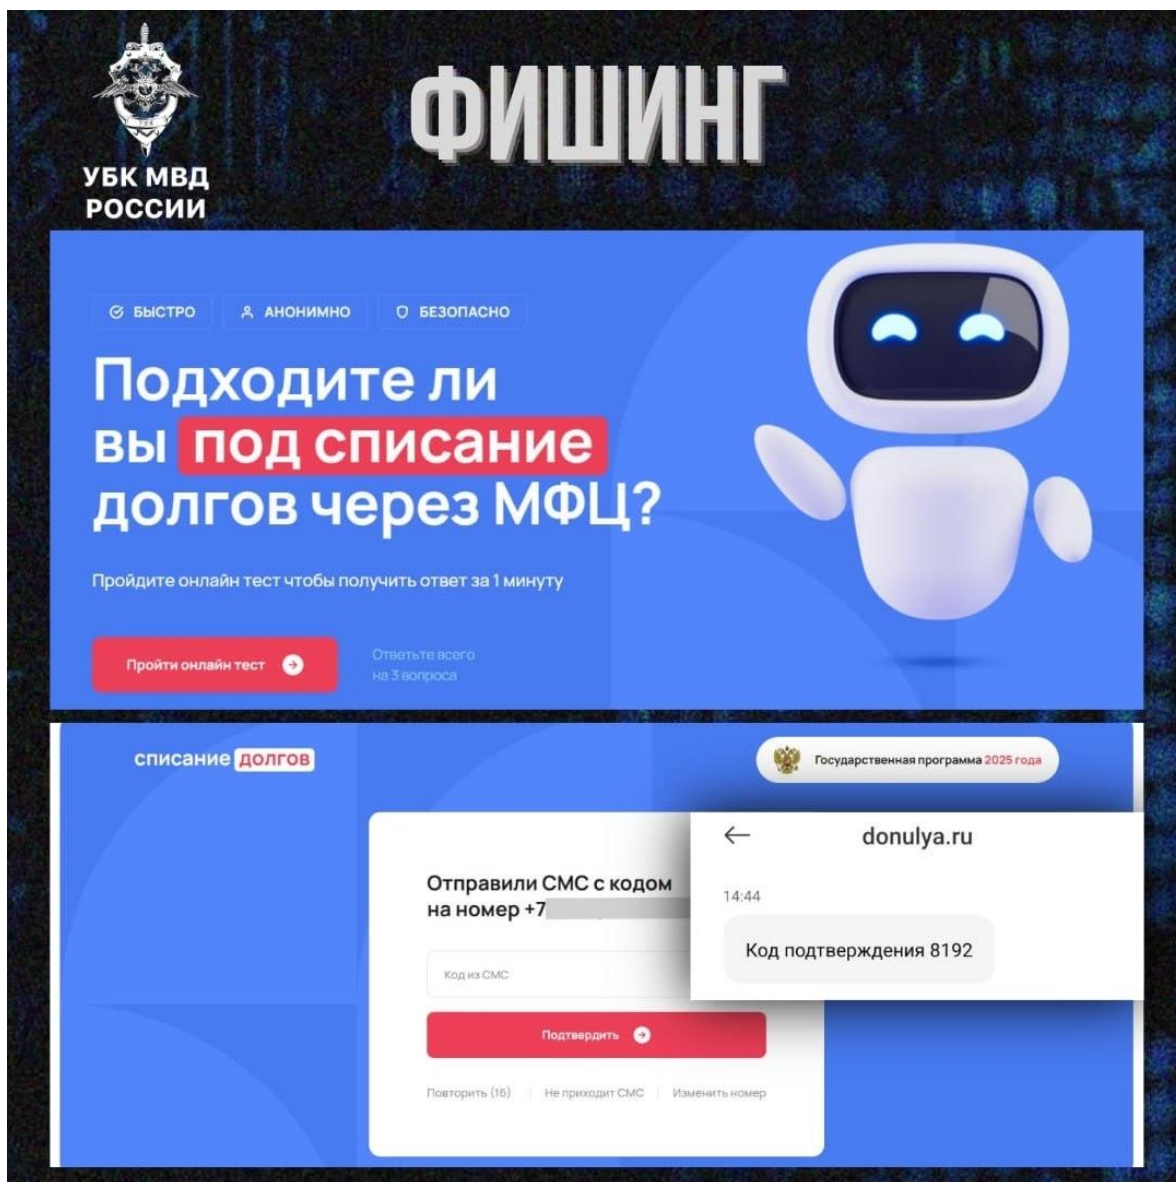 ФИШИНГ
УБК МВД
РОССИИ
БЫСТРО
АНОНИМНО
БЕЗОПАСНО
Подходите ли
вы под списание
долгов через МФЦ?
Пройдите онлайн тест чтобы получить ответ за 1 минуту
Пройти онлайн тест
Ответьте всего
на 3 вопроса
списание долгов
Государственная программа 2025 года
Отправили СМС с кодом
на номер +7
Код из СМС
Подтвердить
Повторить (16)
Не приходит СМС
Изменить номер
donulya.ru
14:44
Код подтверждения 8192